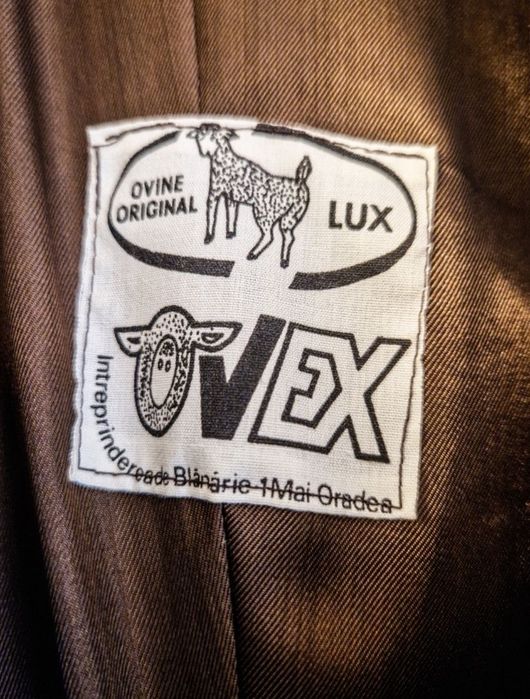 OVINE
ORIGINAL
LUX
OVEX
Intreprinderea de Blănărie 1Mai Oradea